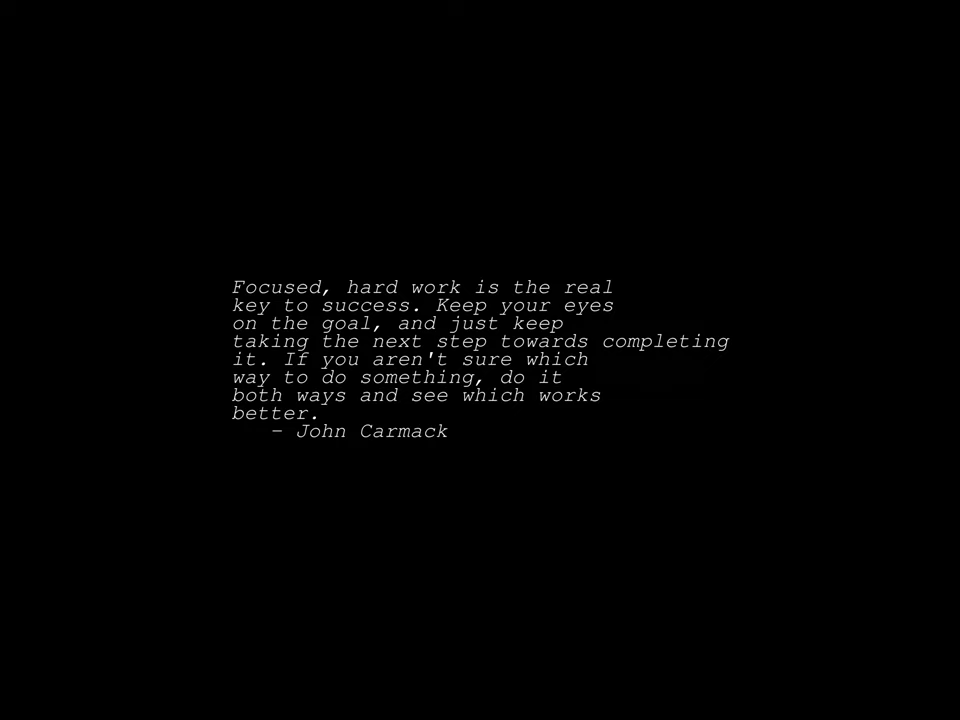 Focused, hard work is the real
key to success. Keep your eyes
on the goal, and just keep
taking the next step towards completing
it. If you aren't sure which
way to do something, do it
both ways and see which works
better.
– John Carmack